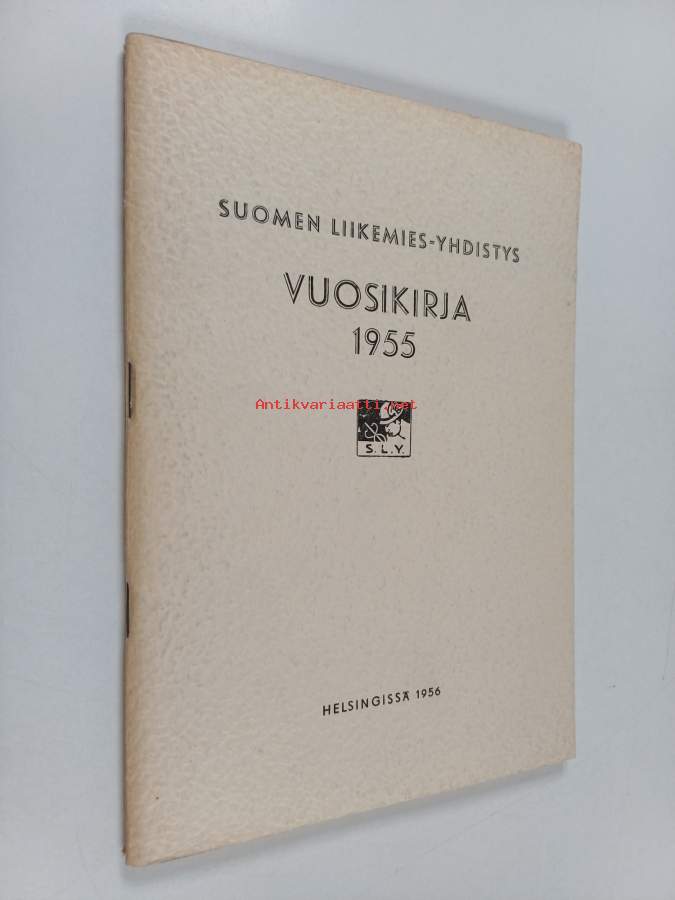 SUOMEN LIIKEMIES-YHDISTYS
VUOSIKIRJA
1955
Antikvariaatti.net
S.L.Y.
HELSINGISSÄ 1956